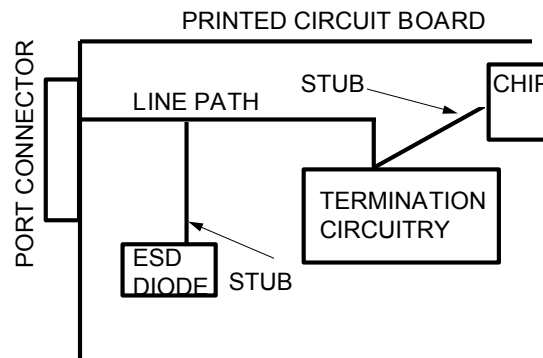 PRINTED CIRCUIT BOARD
PORT CONNECTOR
LINE PATH
STUB
CHIP
TERMINATION
CIRCUITRY
ESD
DIODE
STUB